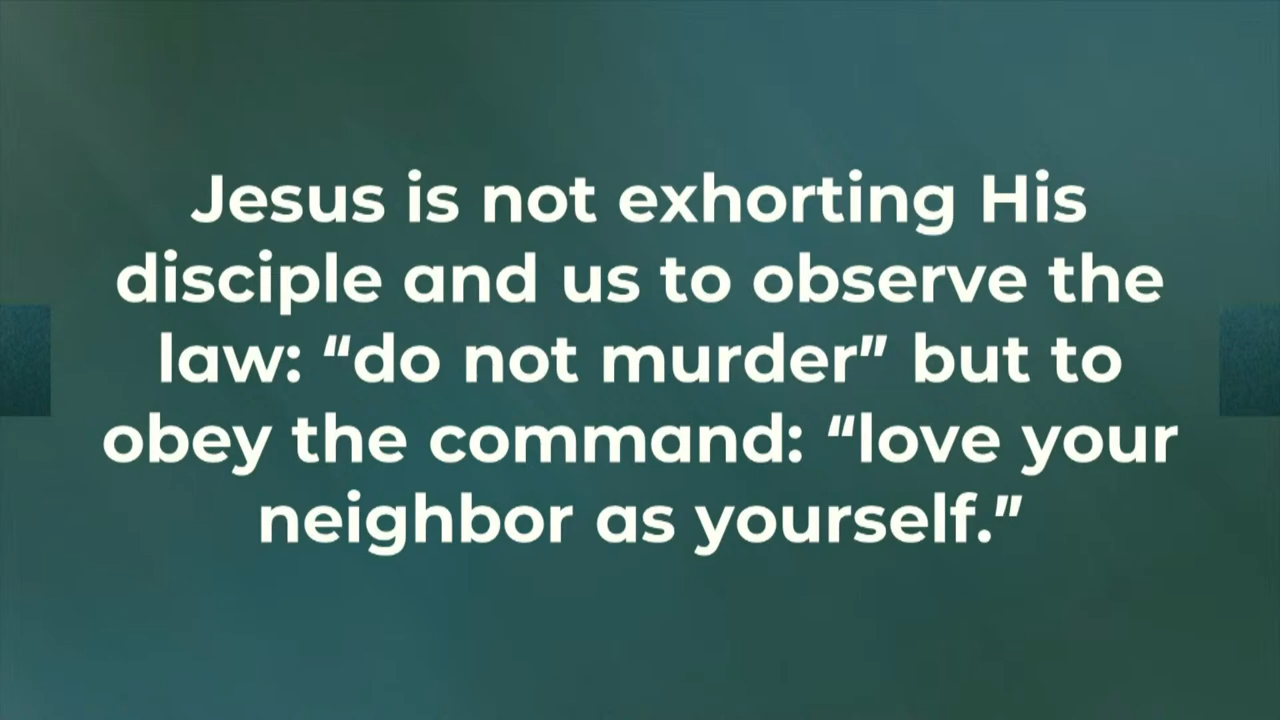 Jesus is not exhorting His
disciple and us to observe the
law: “do not murder” but to
obey the command: “love your
neighbor as yourself.”